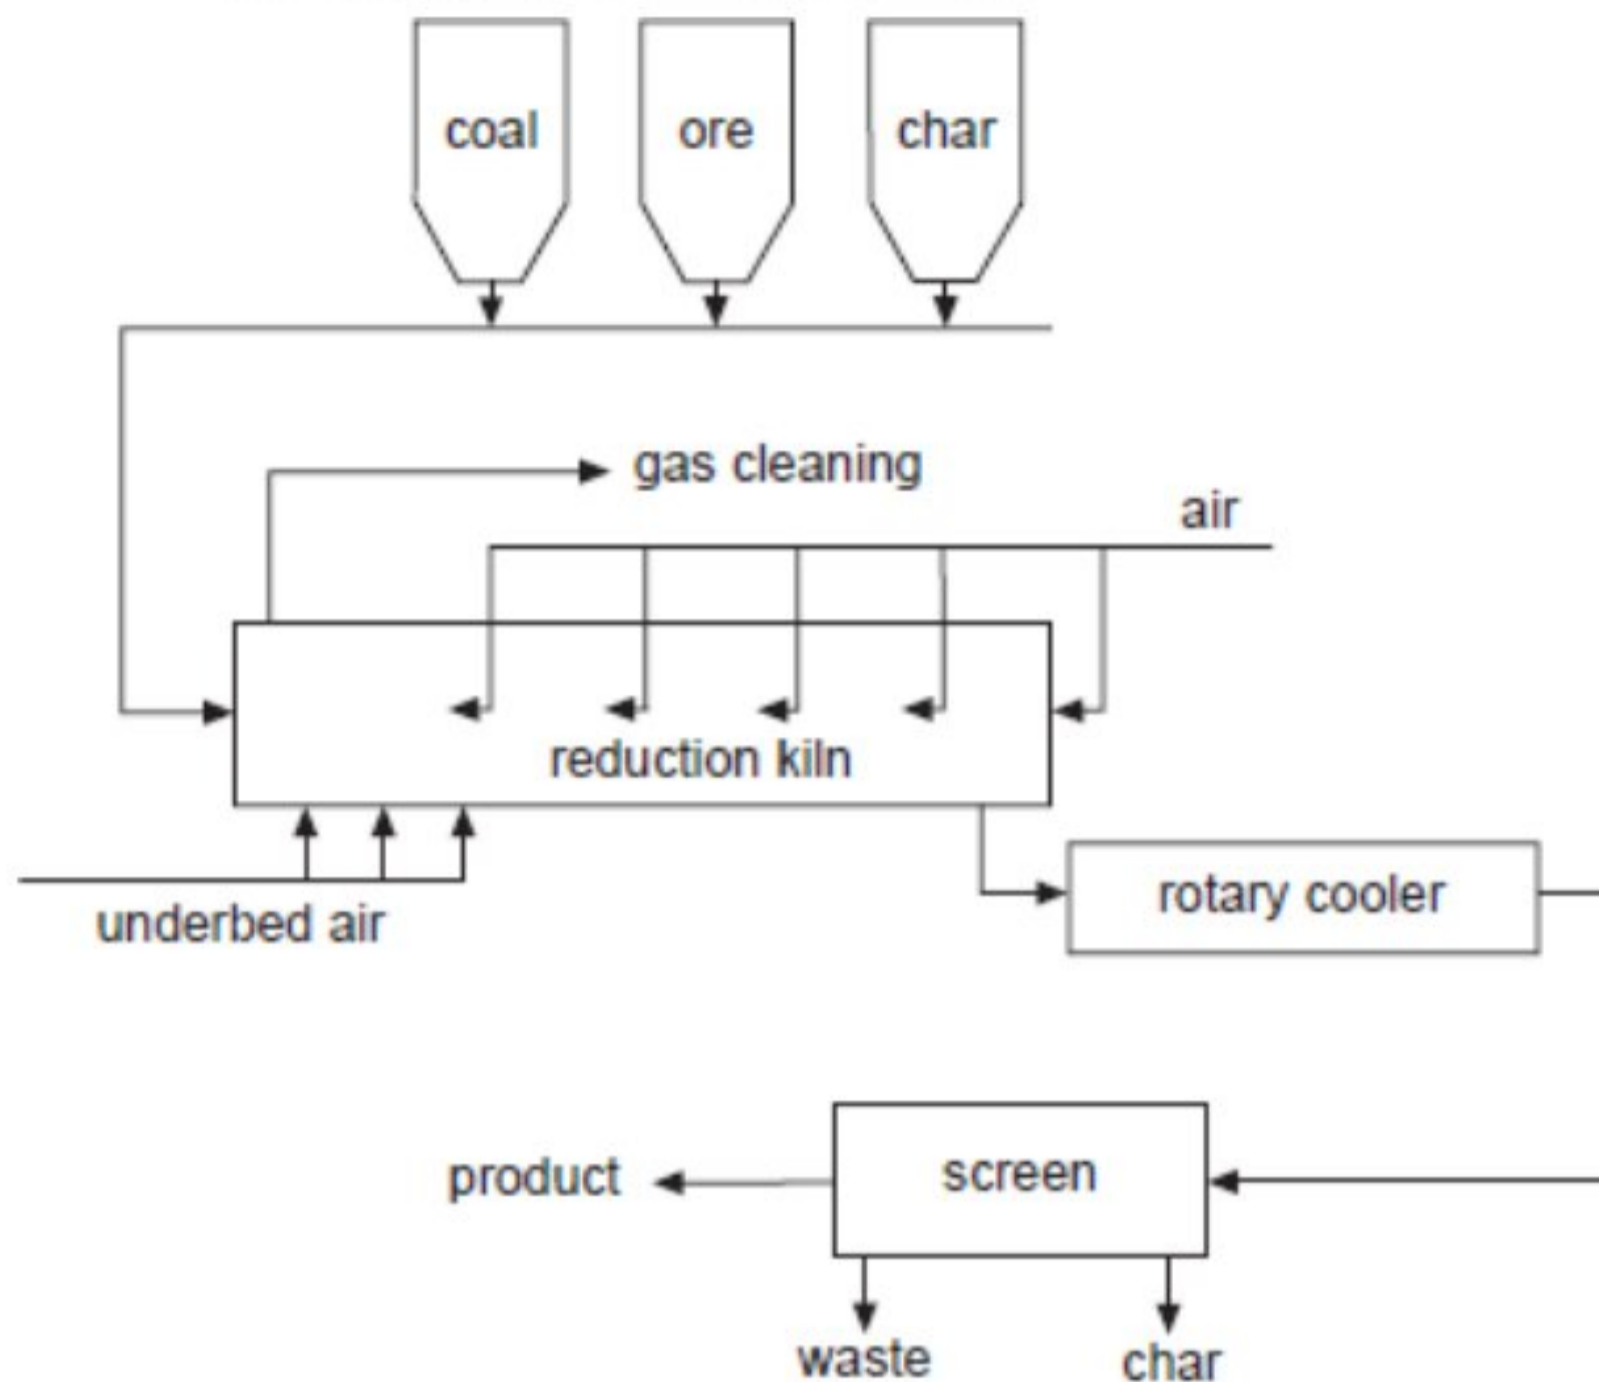 coal
ore
char
gas cleaning
air
reduction kiln
underbed air
rotary cooler
product
screen
waste
char